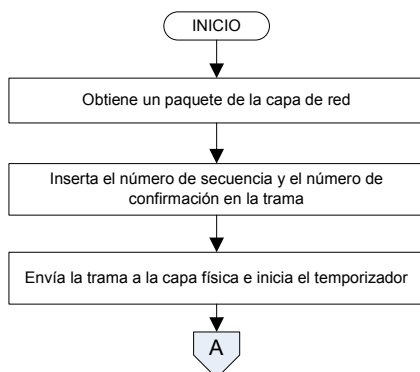 INICIO
Obtiene un paquete de la capa de red
Inserta el número de secuencia y el número de
confirmación en la trama
Envía la trama a la capa física e inicia el temporizador
A